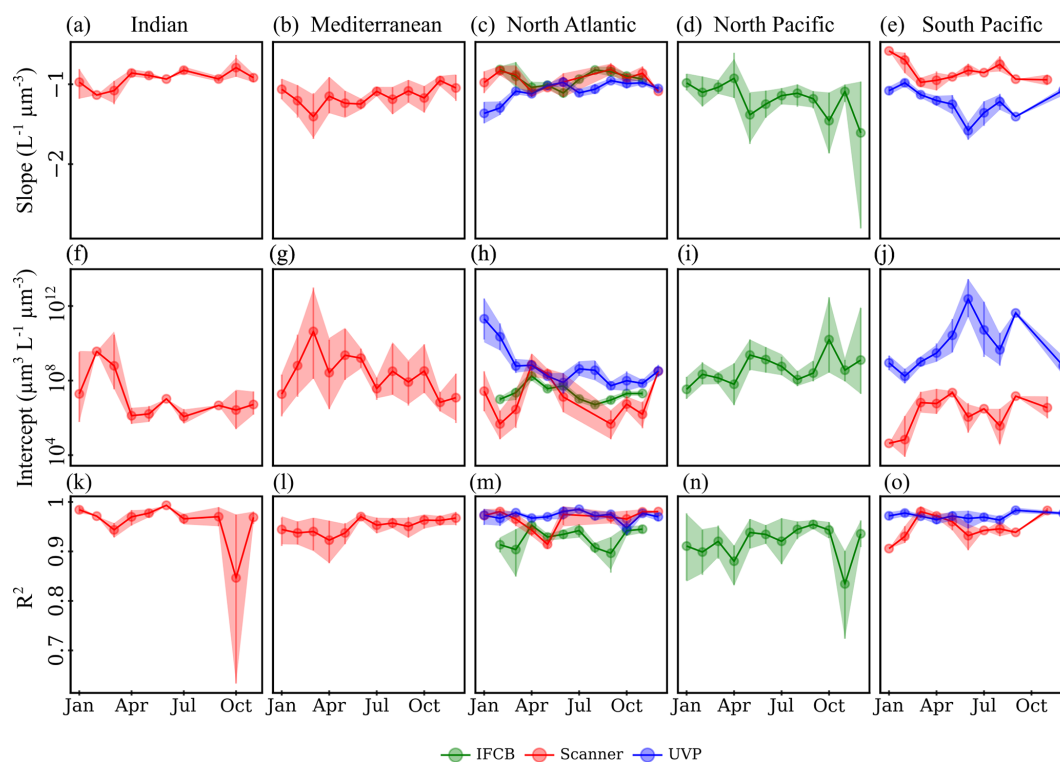 (a) Indian (b) Mediterranean (c) North Atlantic (d) North Pacific (e) South Pacific
Slope (L⁻¹ µm⁻³)
−1
−2
(f) (g) (h) (i) (j)
Intercept (µm³ L⁻¹ µm⁻³)
10¹²
10⁸
10⁴
(k) (l) (m) (n) (o)
R²
1
0.9
0.8
0.7
Jan Apr Jul Oct Jan Apr Jul Oct Jan Apr Jul Oct Jan Apr Jul Oct Jan Apr Jul Oct
IFCB Scanner UVP